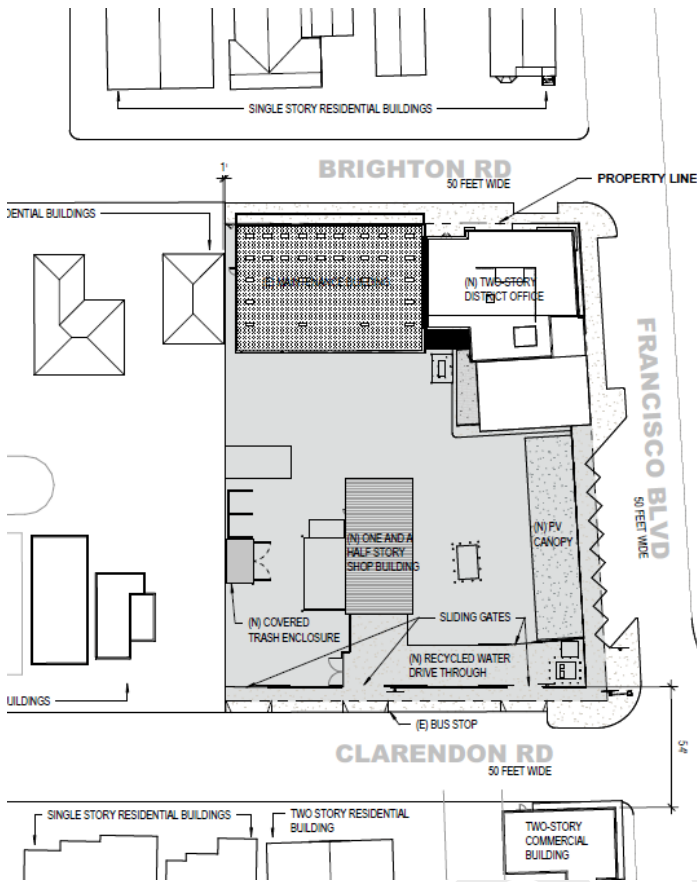 SINGLE STORY RESIDENTIAL BUILDINGS
1'
BRIGHTON RD
50 FEET WIDE
PROPERTY LINE
DENTIAL BUILDINGS
(E) MAINTENANCE BUILDING
(N) TWO-STORY
DISTRICT OFFICE
FRANCISCO BLVD
50 FEET WIDE
(N) PV
CANOPY
(N) ONE AND A
HALF STORY
SHOP BUILDING
(N) COVERED
TRASH ENCLOSURE
SLIDING GATES
(N) RECYCLED WATER
DRIVE THROUGH
UILDINGS
(E) BUS STOP
CLARENDON RD
50 FEET WIDE
SINGLE STORY RESIDENTIAL BUILDINGS
TWO STORY RESIDENTIAL
BUILDING
TWO-STORY
COMMERCIAL
BUILDING